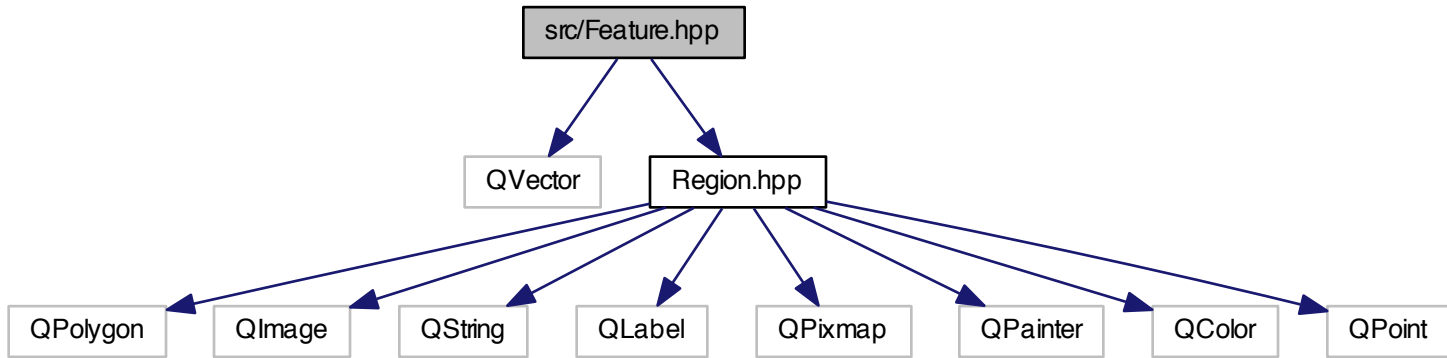 src/Feature.hpp
QVector
Region.hpp
QPolygon
QImage
QString
QLabel
QPixmap
QPainter
QColor
QPoint